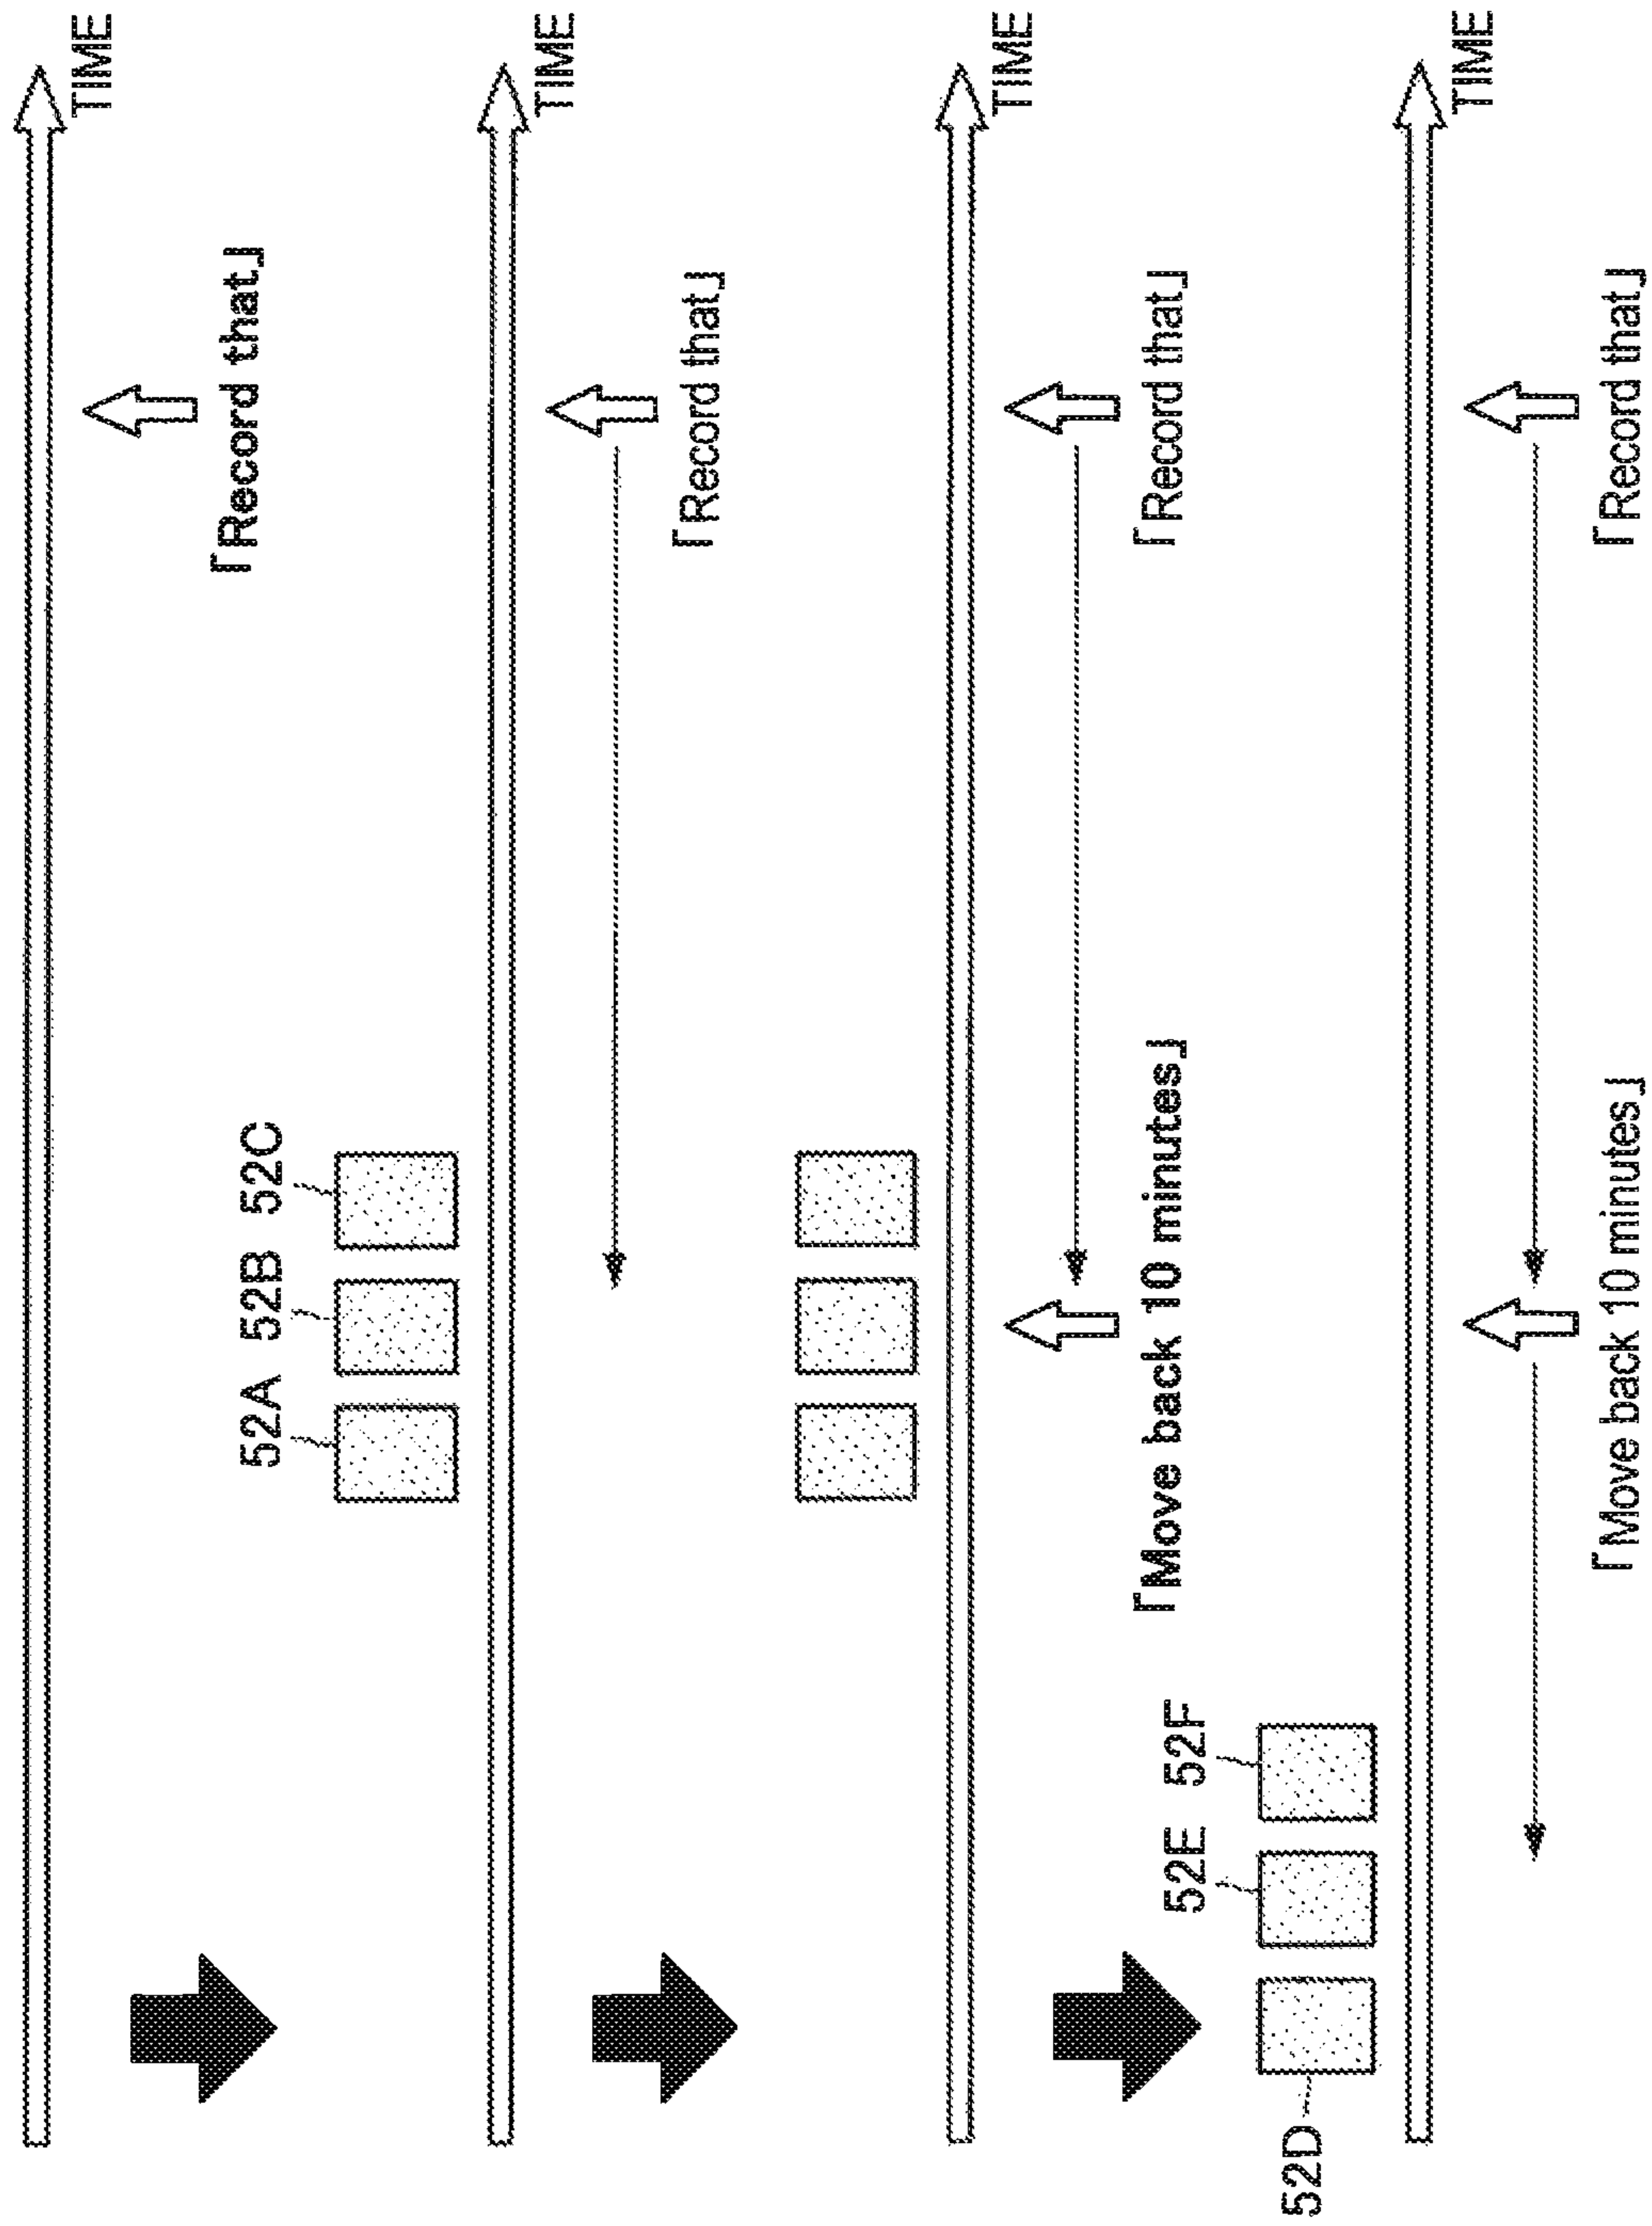 TIME
「Record that」
52A 52B 52C
TIME
「Record that」
TIME
「Move back 10 minutes」
「Record that」
52E 52F
52D
TIME
「Move back 10 minutes」
「Record that」